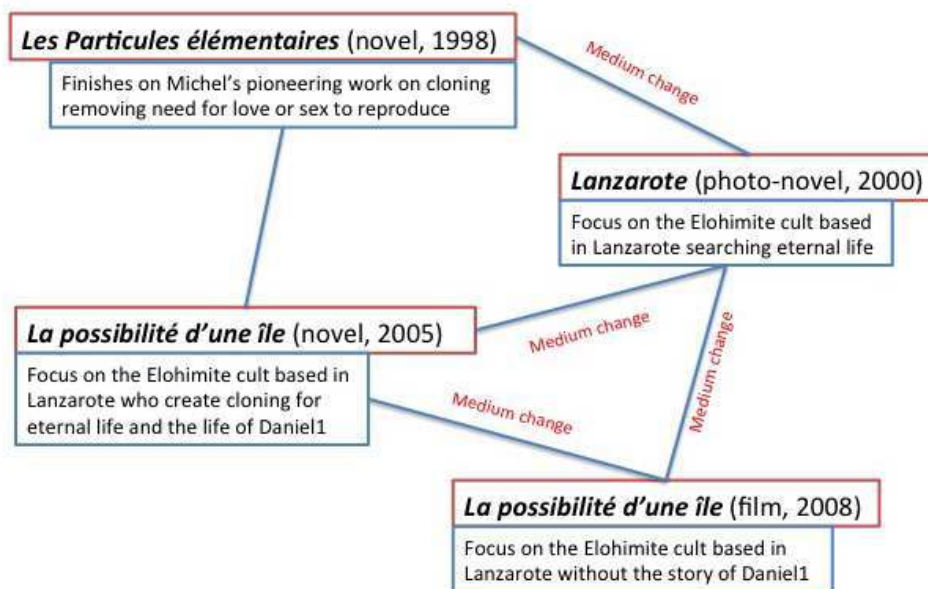 Les Particules élémentaires (novel, 1998)
Finishes on Michel's pioneering work on cloning
removing need for love or sex to reproduce
Medium change
Lanzarote (photo-novel, 2000)
Focus on the Elohimite cult based
in Lanzarote searching eternal life
La possibilité d'une île (novel, 2005)
Focus on the Elohimite cult based in
Lanzarote who create cloning for
eternal life and the life of Daniel1
Medium change
Medium change
Medium change
La possibilité d'une île (film, 2008)
Focus on the Elohimite cult based in
Lanzarote without the story of Daniel1